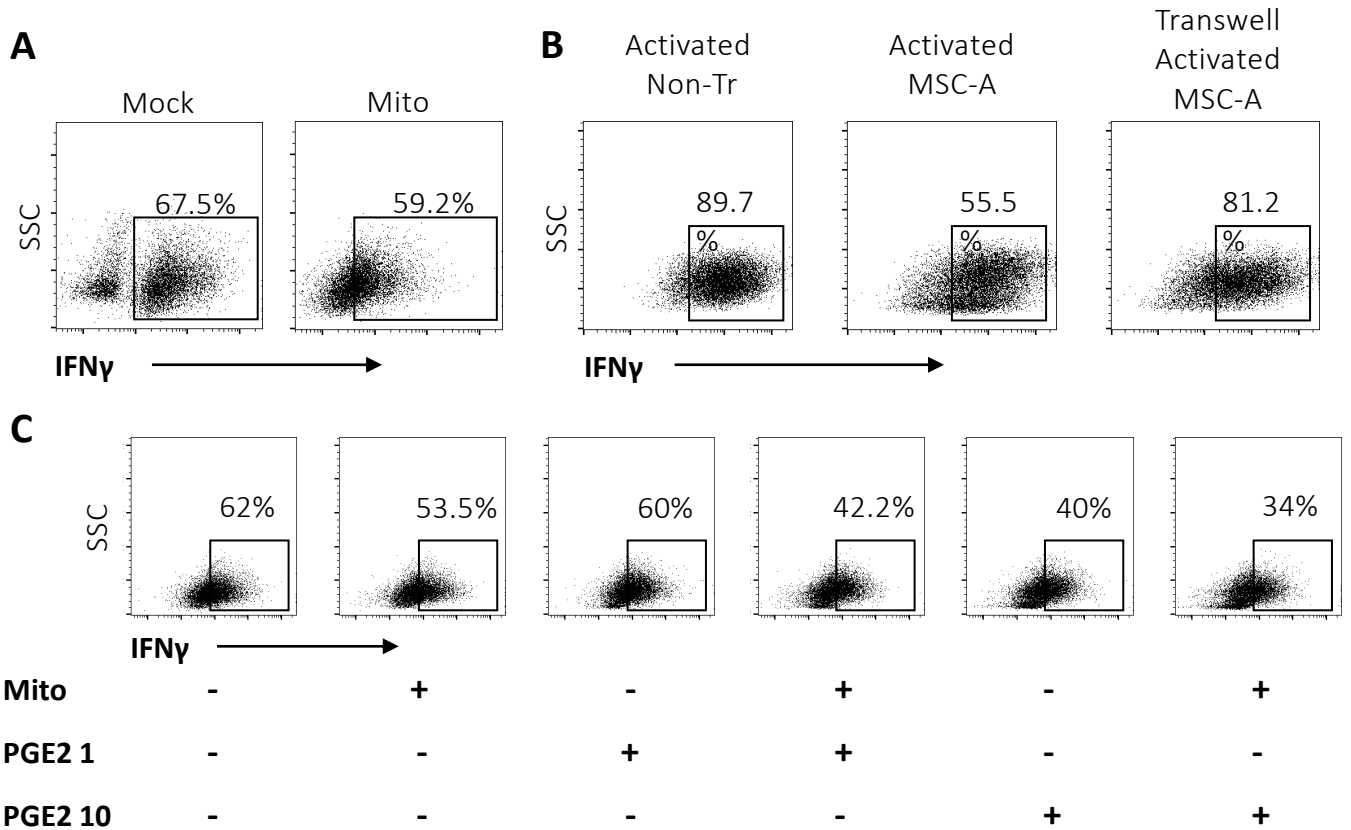 A
Mock
Mito
67.5%
59.2%
SSC
IFNγ
B
Activated
Non-Tr
Activated
MSC-A
Transwell
Activated
MSC-A
89.7
%
55.5
%
81.2
%
SSC
IFNγ
C
62%
53.5%
60%
42.2%
40%
34%
SSC
IFNγ
Mito - + - + - +
PGE2 1 - - + + - -
PGE2 10 - - - - + +